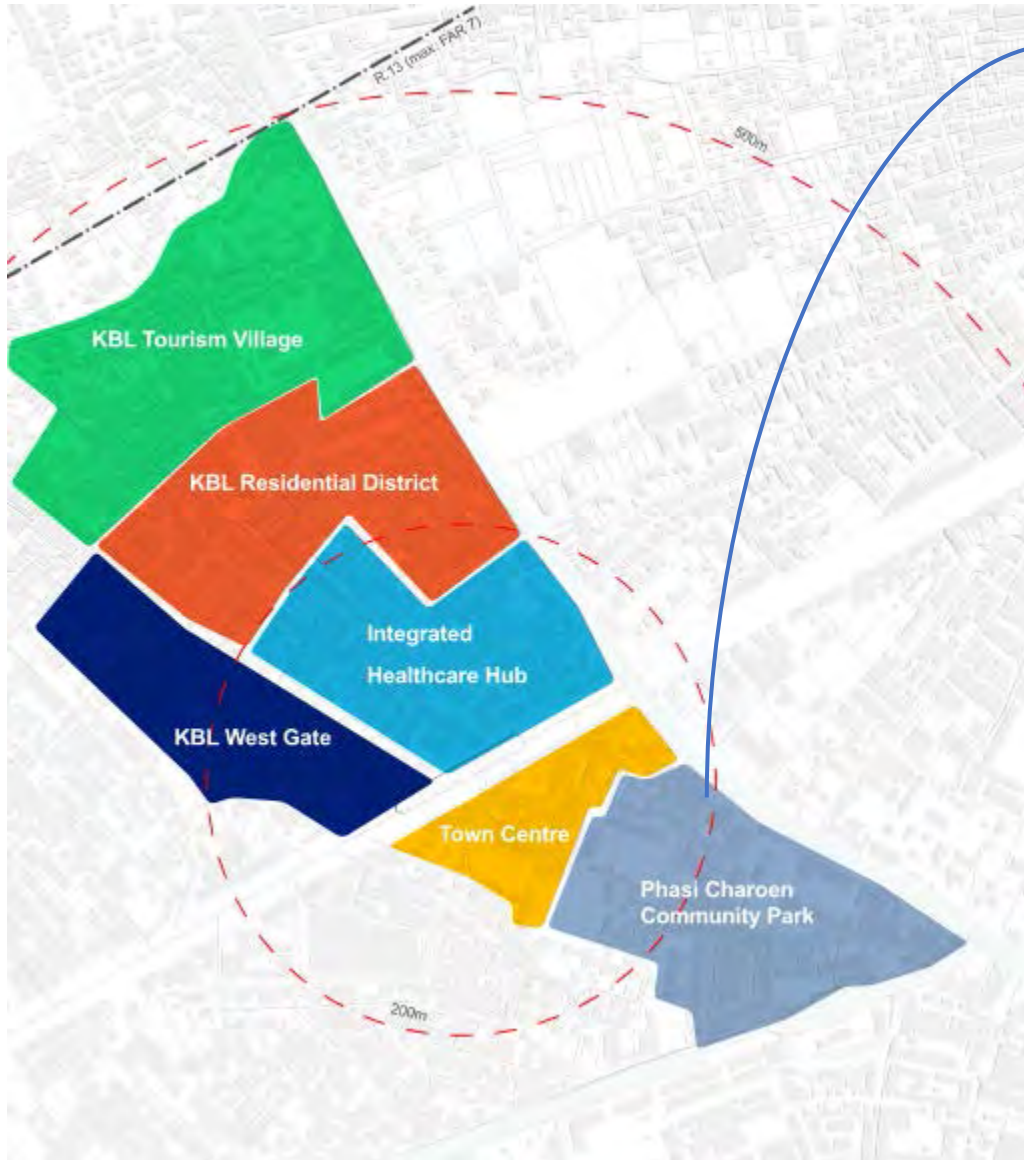 R.13 (max. FAR 7)
500m
KBL Tourism Village
KBL Residential District
Integrated
Healthcare Hub
KBL West Gate
Town Centre
Phasi Charoen
Community Park
200m